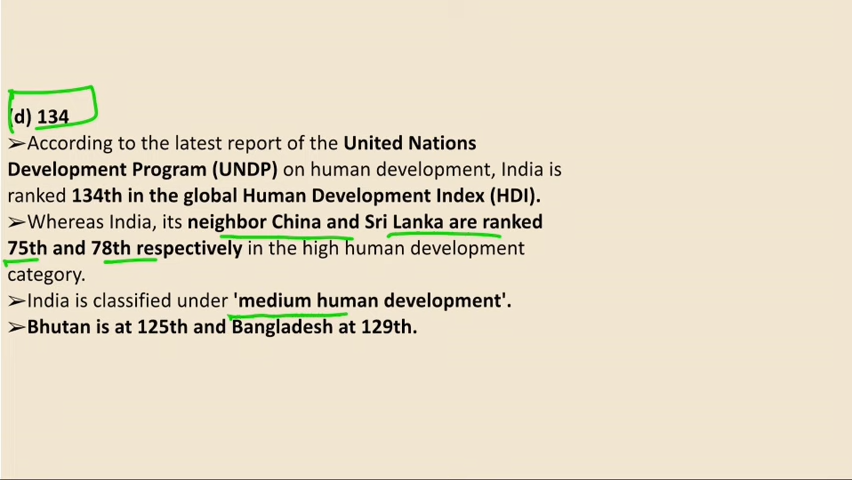 (d) 134
➢According to the latest report of the United Nations
Development Program (UNDP) on human development, India is
ranked 134th in the global Human Development Index (HDI).
➢Whereas India, its neighbor China and Sri Lanka are ranked
75th and 78th respectively in the high human development
category.
➢India is classified under 'medium human development'.
➢Bhutan is at 125th and Bangladesh at 129th.